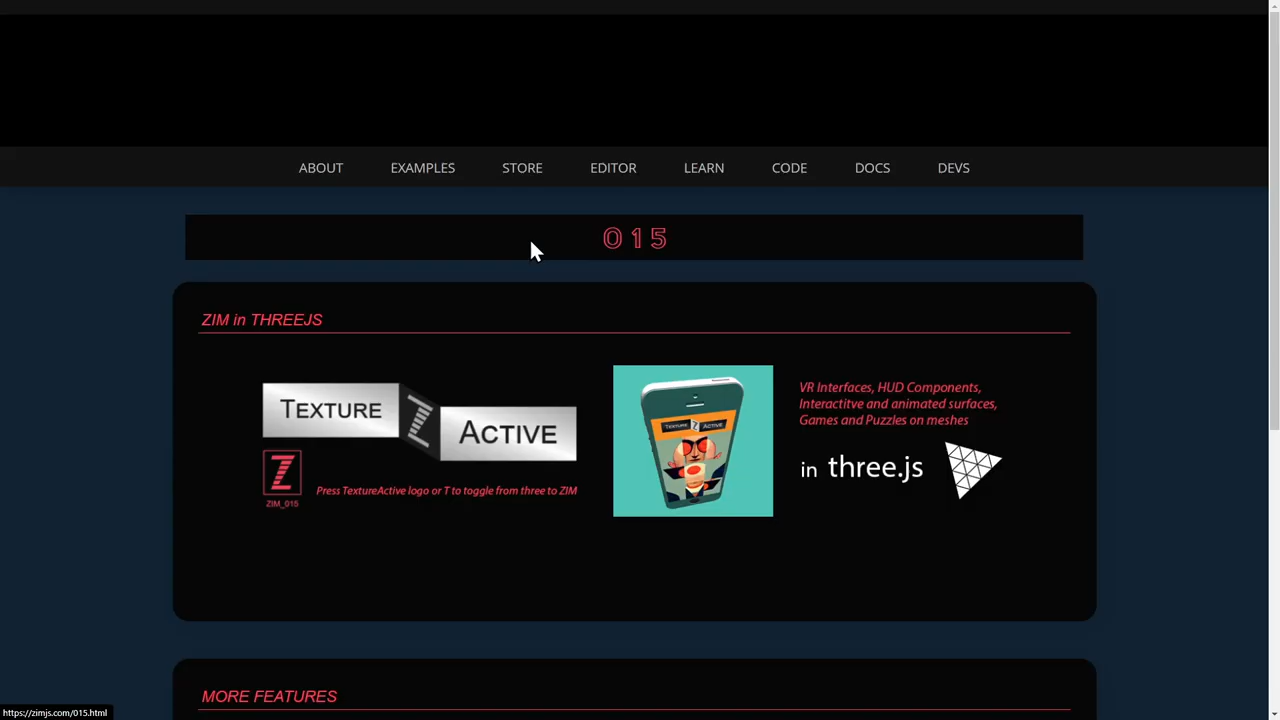 ABOUT EXAMPLES STORE EDITOR LEARN CODE DOCS DEVS
015
ZIM in THREEJS
TEXTURE
ACTIVE
ZIM_015
Press TextureActive logo or T to toggle from three to ZIM
TEXTURE ACTIVE
VR Interfaces, HUD Components,
Interactitve and animated surfaces,
Games and Puzzles on meshes
in three.js
MORE FEATURES
https://zimjs.com/015.html